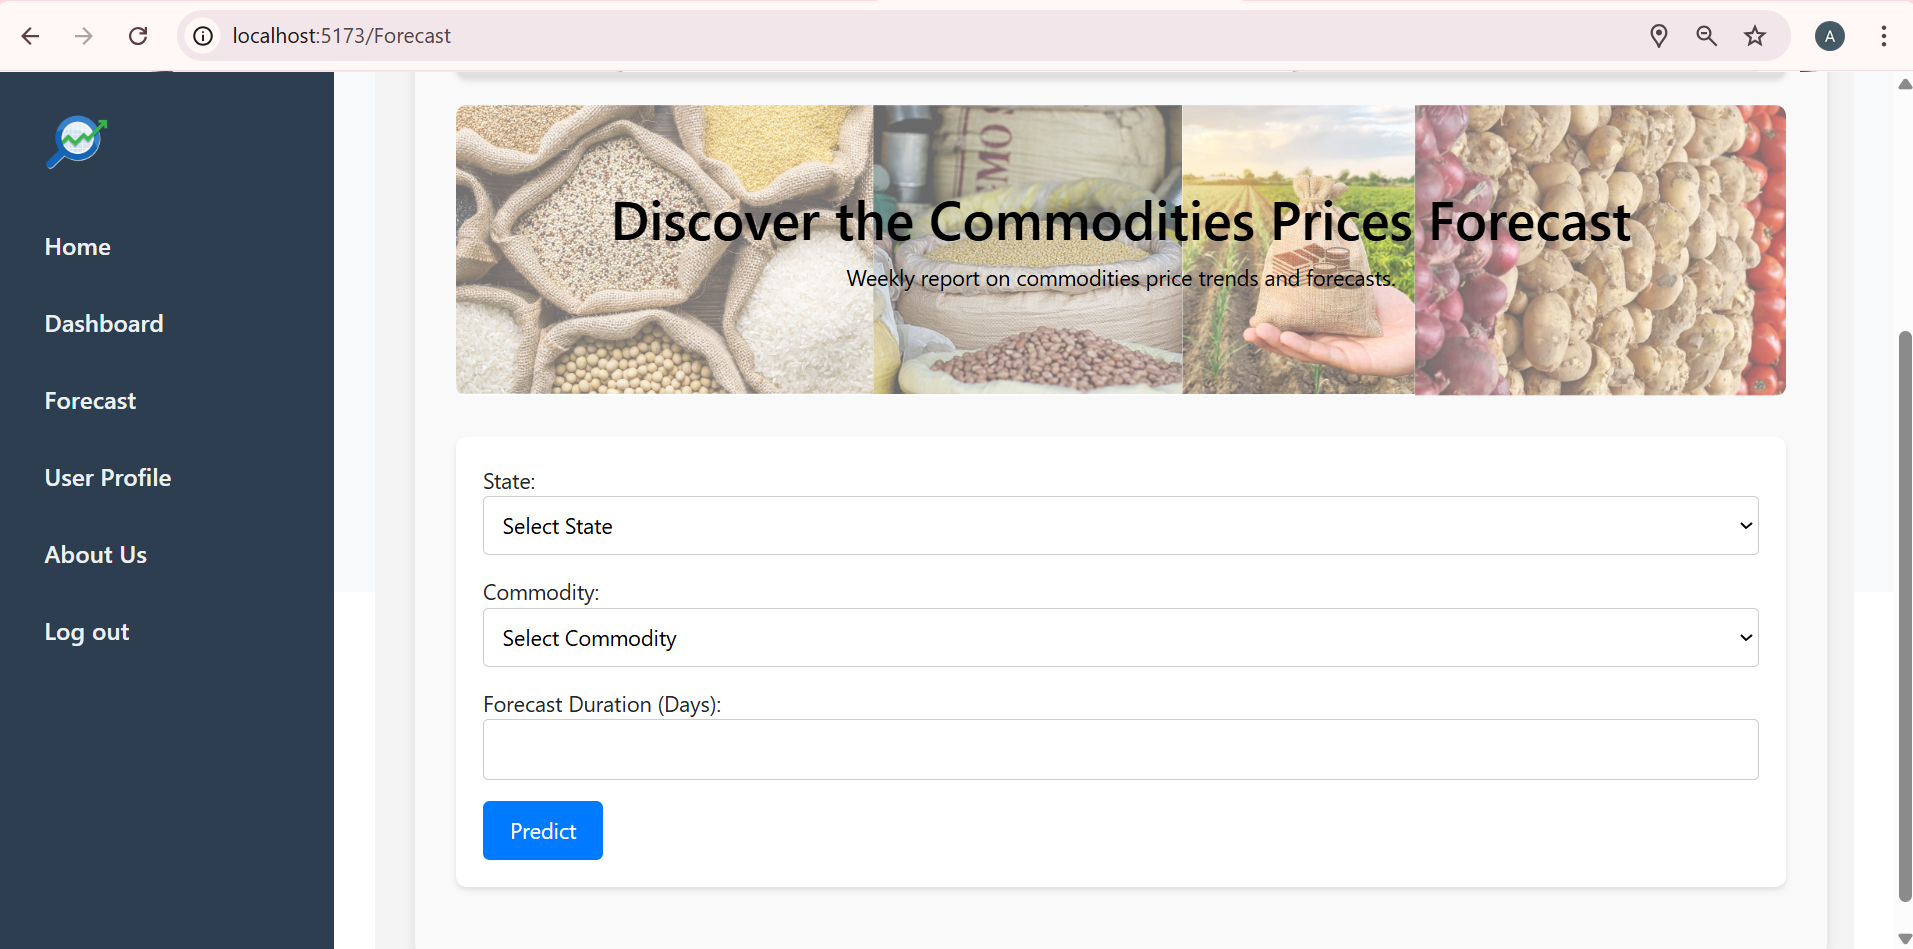 localhost:5173/Forecast
A
Home
Dashboard
Forecast
User Profile
About Us
Log out
Discover the Commodities Prices Forecast
Weekly report on commodities price trends and forecasts.
State:
Select State
Commodity:
Select Commodity
Forecast Duration (Days):
Predict